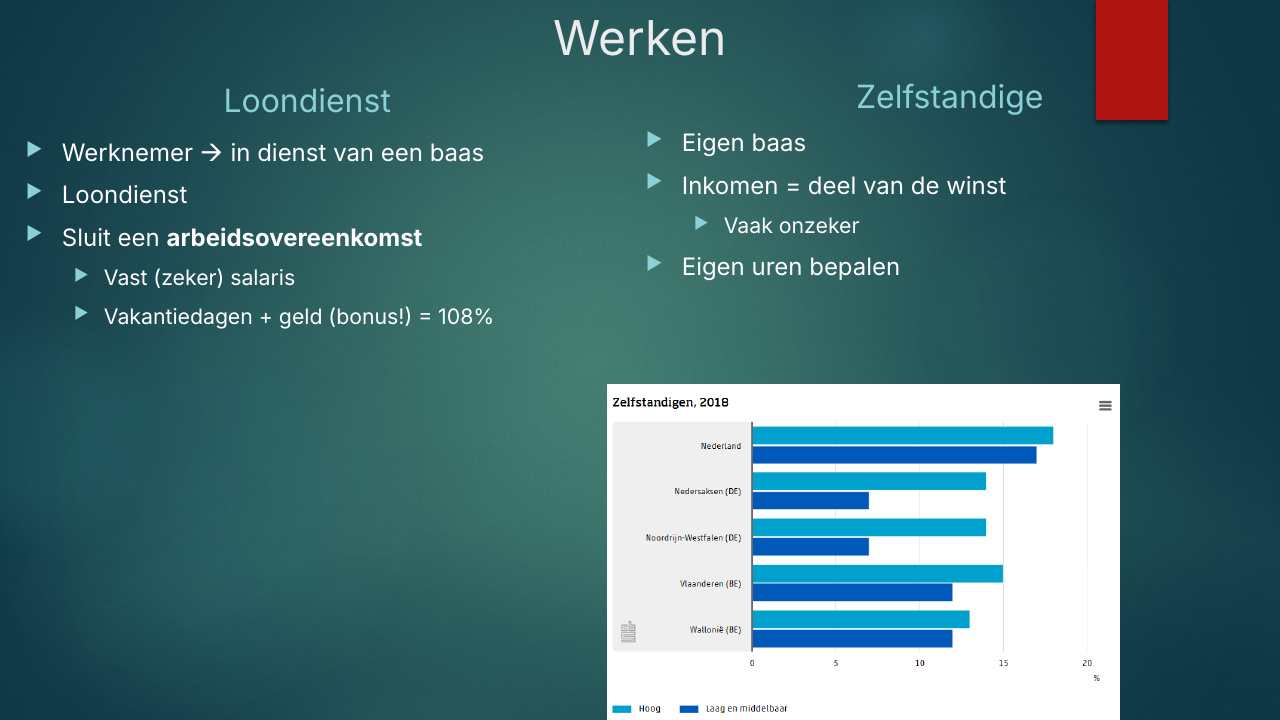 Werken
Loondienst
Werknemer → in dienst van een baas
Loondienst
Sluit een arbeidsovereenkomst
Vast (zeker) salaris
Vakantiedagen + geld (bonus!) = 108%
Zelfstandige
Eigen baas
Inkomen = deel van de winst
Vaak onzeker
Eigen uren bepalen
Zelfstandigen, 2018
Nederland
Nedersaksen (DE)
Noordrijn-Westfalen (DE)
Vlaanderen (BE)
Wallonië (BE)
0 5 10 15 20
%
Hoog Laag en middelbaar